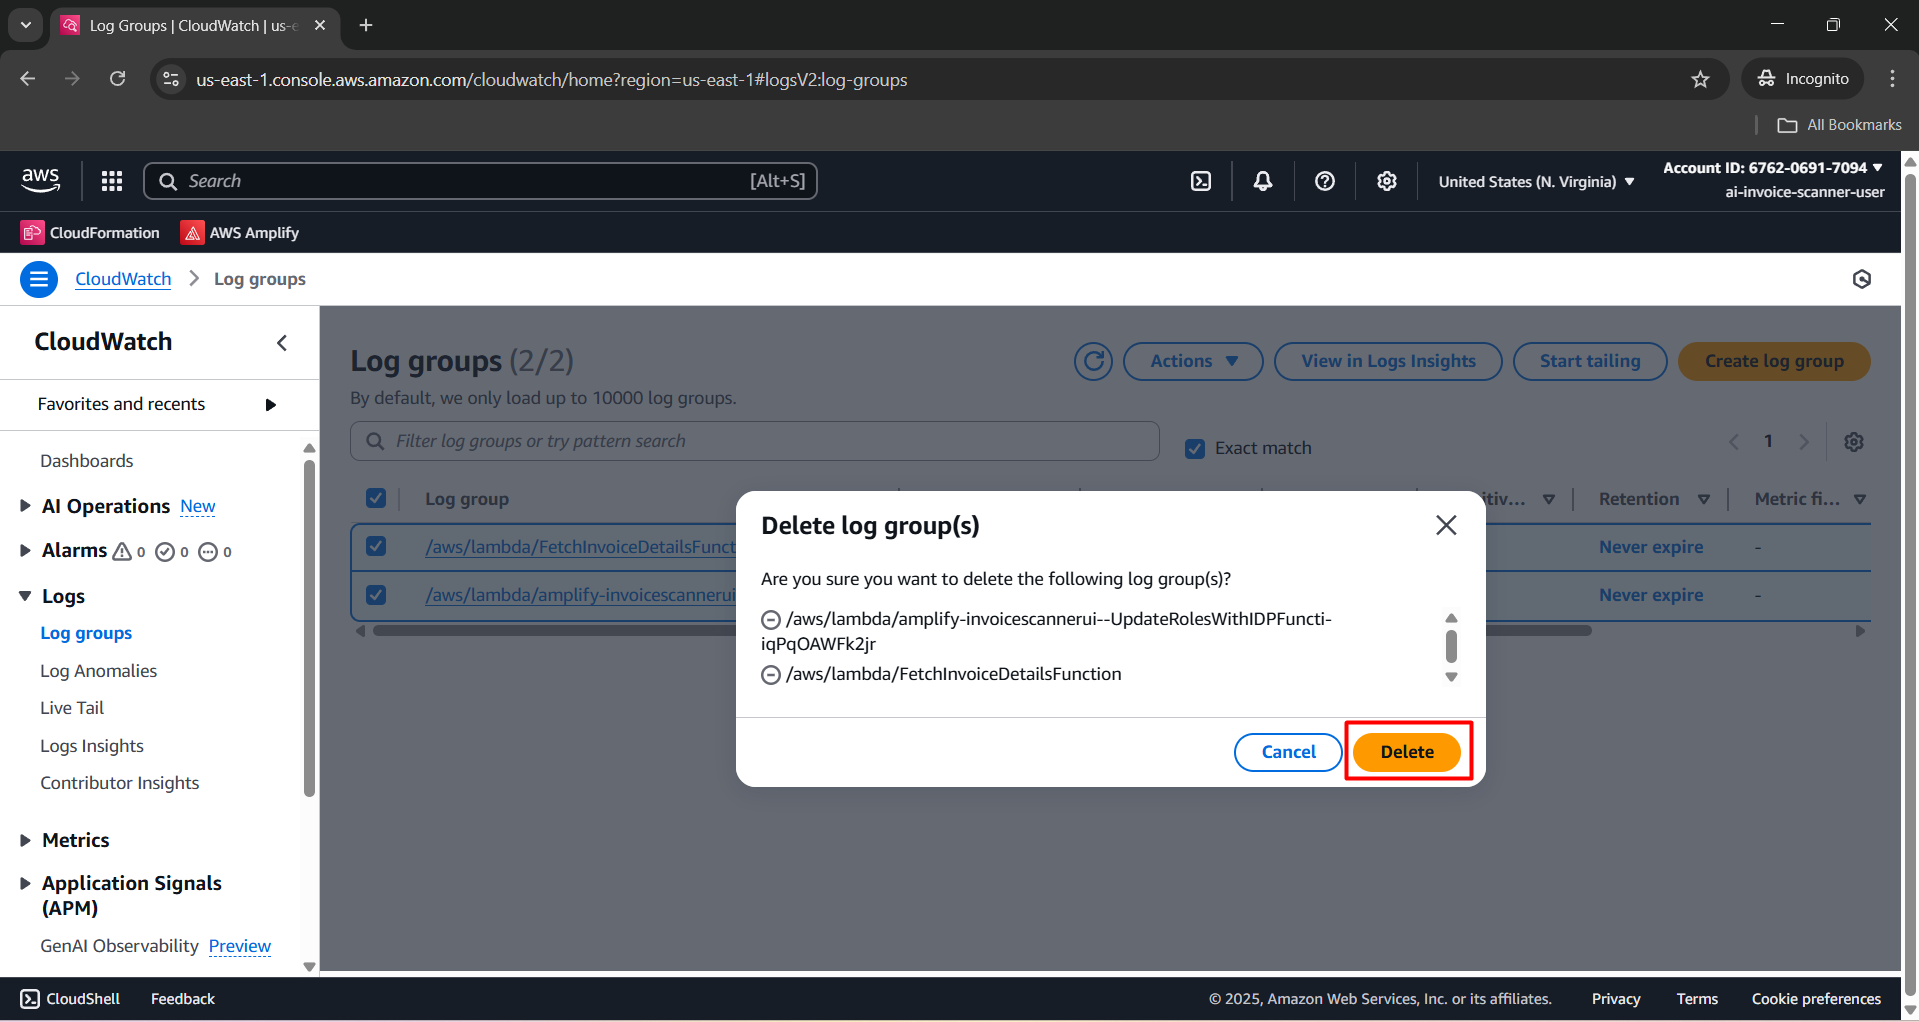 Log Groups | CloudWatch | us-e
us-east-1.console.aws.amazon.com/cloudwatch/home?region=us-east-1#logsV2:log-groups
Incognito
All Bookmarks
aws
Search
[Alt+S]
United States (N. Virginia)
Account ID: 6762-0691-7094
ai-invoice-scanner-user
CloudFormation
AWS Amplify
CloudWatch
Log groups
CloudWatch
Favorites and recents
Dashboards
AI Operations New
Alarms 0 0 0
Logs
Log groups
Log Anomalies
Live Tail
Logs Insights
Contributor Insights
Metrics
Application Signals
(APM)
GenAI Observability Preview
Log groups (2/2)
By default, we only load up to 10000 log groups.
Actions
View in Logs Insights
Start tailing
Create log group
Filter log groups or try pattern search
Exact match
1
Log group
itiv...
Retention
Metric fi...
/aws/lambda/FetchInvoiceDetailsFunct
Never expire
-
/aws/lambda/amplify-invoicescannerui
Never expire
-
Delete log group(s)
Are you sure you want to delete the following log group(s)?
/aws/lambda/amplify-invoicescannerui--UpdateRolesWithIDPFuncti-
iqPqOAWFk2jr
/aws/lambda/FetchInvoiceDetailsFunction
Cancel
Delete
CloudShell
Feedback
© 2025, Amazon Web Services, Inc. or its affiliates.
Privacy
Terms
Cookie preferences